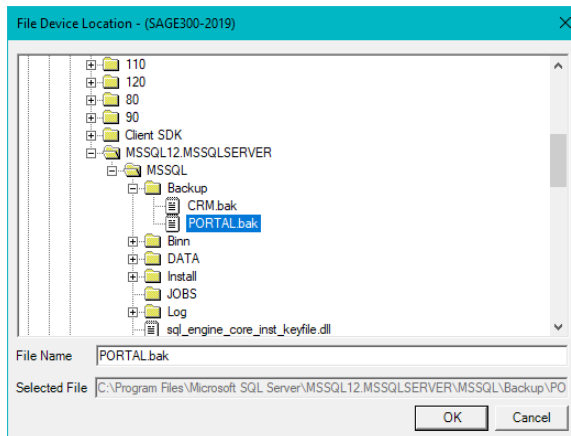 File Device Location - (SAGE300-2019)
110
120
80
90
Client SDK
MSSQL12.MSSQLSERVER
MSSQL
Backup
CRM.bak
PORTAL.bak
Binn
DATA
Install
JOBS
Log
sql_engine_core_inst_keyfile.dll
File Name PORTAL.bak
Selected File C:\Program Files\Microsoft SQL Server\MSSQL12.MSSQLSERVER\MSSQL\Backup\PO
OK Cancel